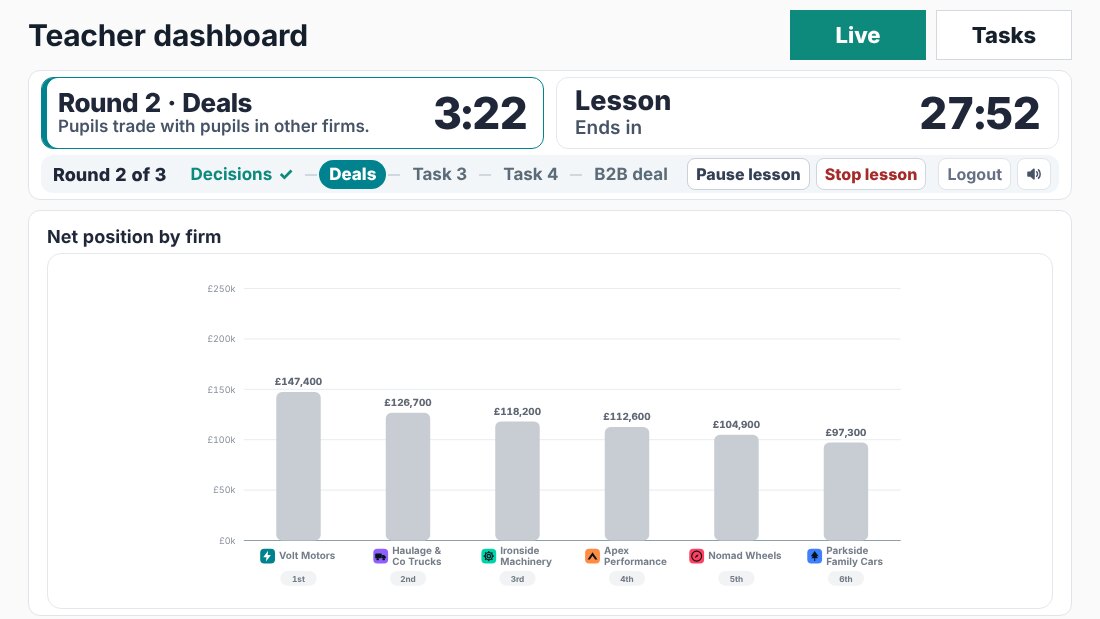 Teacher dashboard
Live
Tasks
Round 2 · Deals
Pupils trade with pupils in other firms.
3:22
Lesson
Ends in
27:52
Round 2 of 3
Decisions ✓
Deals
Task 3
Task 4
B2B deal
Pause lesson
Stop lesson
Logout
Net position by firm
£250k
£200k
£150k
£100k
£50k
£0k
£147,400
£126,700
£118,200
£112,600
£104,900
£97,300
Volt Motors
1st
Haulage &
Co Trucks
2nd
Ironside
Machinery
3rd
Apex
Performance
4th
Nomad Wheels
5th
Parkside
Family Cars
6th